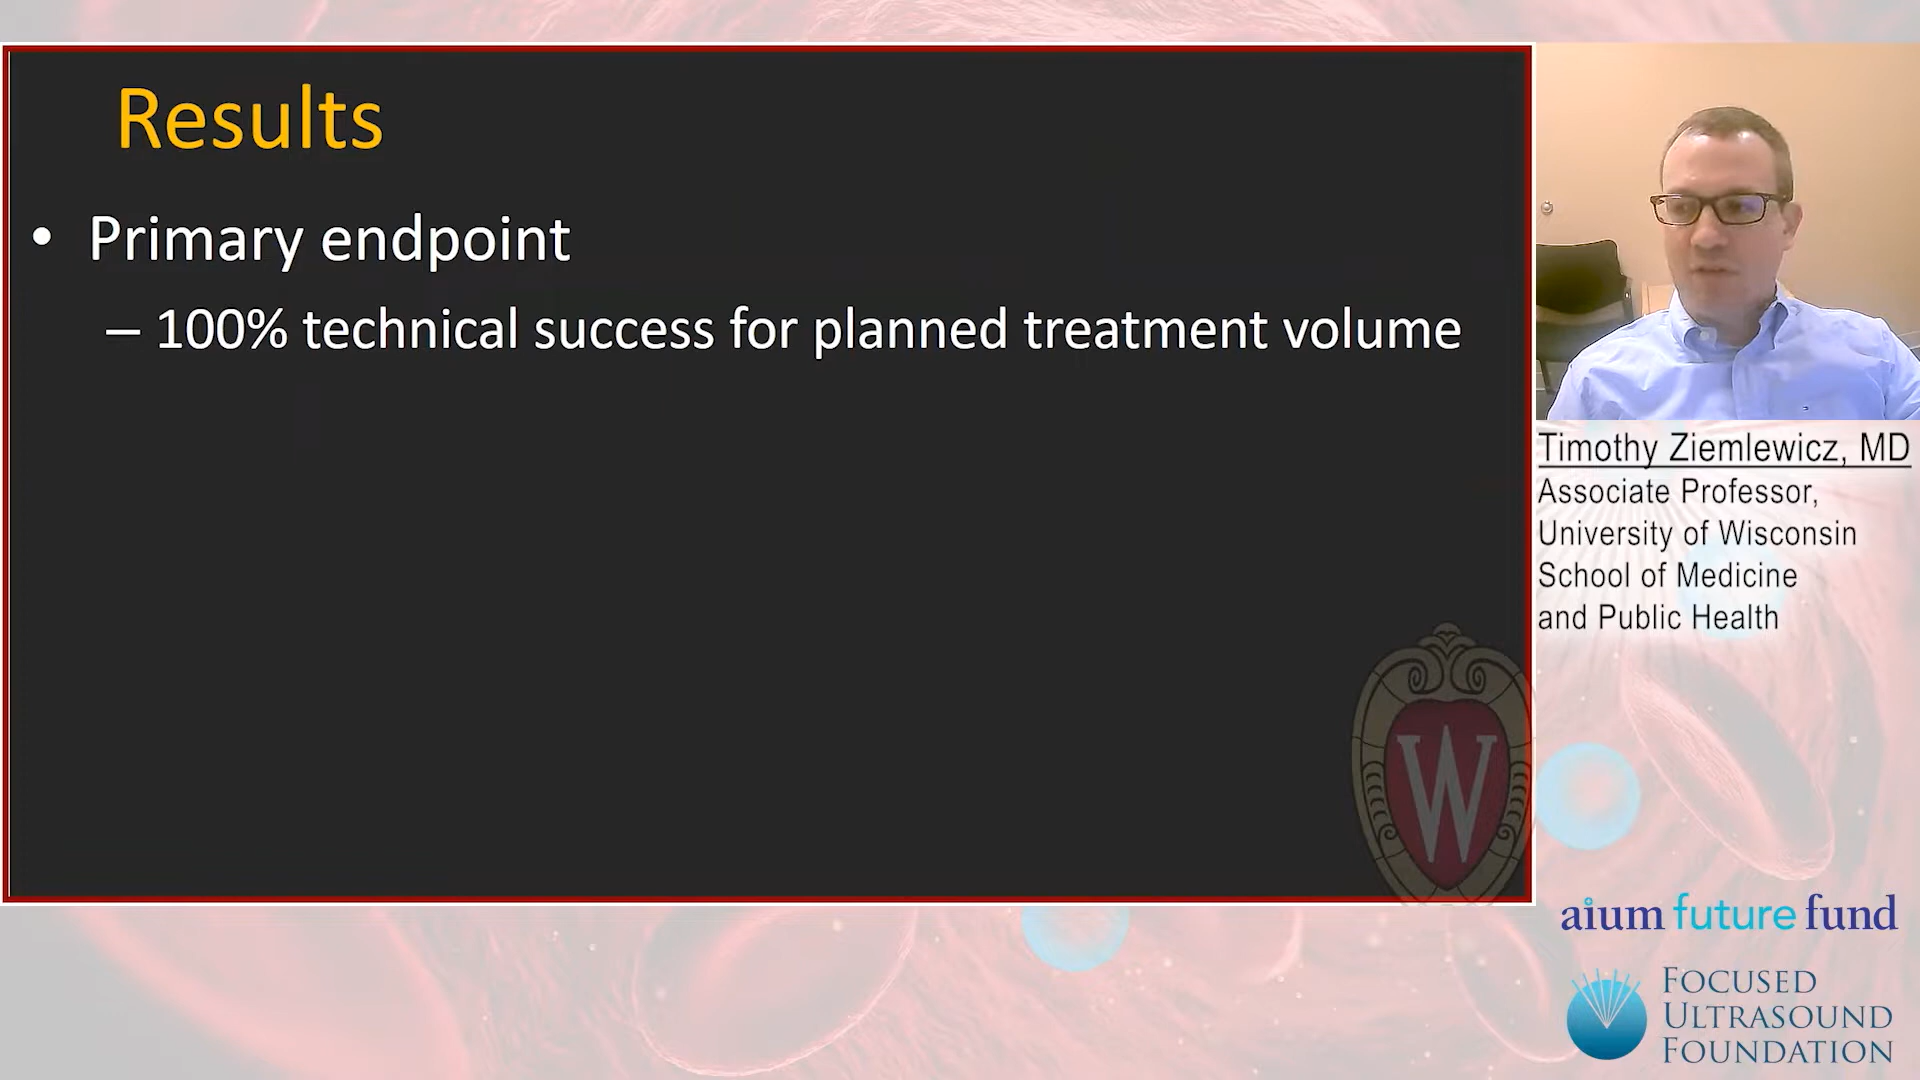 Results
• Primary endpoint
– 100% technical success for planned treatment volume
W
Timothy Ziemlewicz, MD
Associate Professor,
University of Wisconsin
School of Medicine
and Public Health
aium future fund
FOCUSED
ULTRASOUND
FOUNDATION